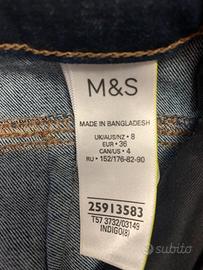 M&S
MADE IN BANGLADESH
UK/AUS/NZ • 8
EUR • 36
CAN/US • 4
RU • 152/176-82-90
25913583
T57 3732/03149
INDIGO(8)
subito